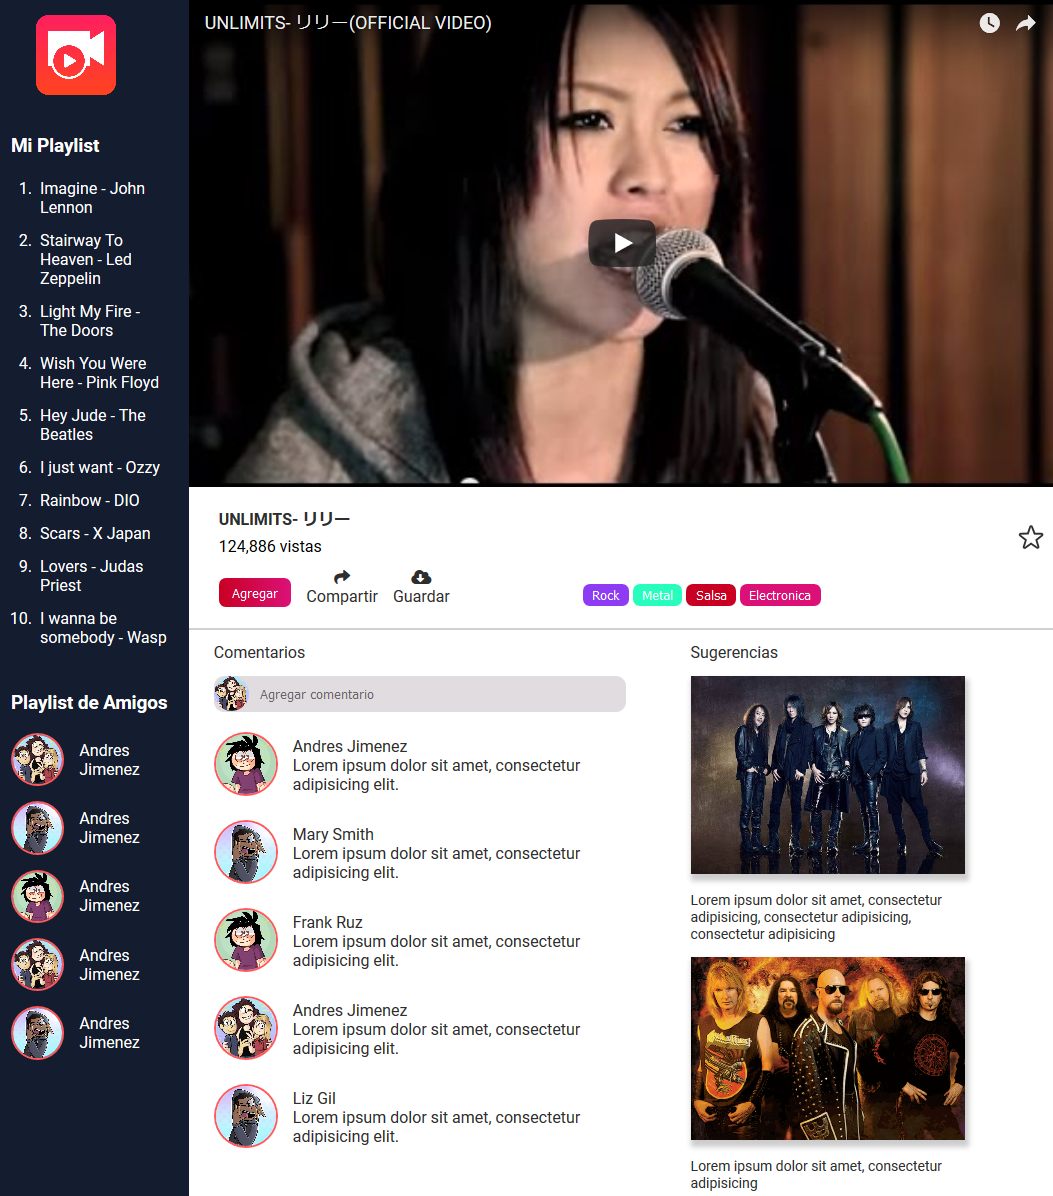 Mi Playlist
1. Imagine - John
Lennon
2. Stairway To
Heaven - Led
Zeppelin
3. Light My Fire -
The Doors
4. Wish You Were
Here - Pink Floyd
5. Hey Jude - The
Beatles
6. I just want - Ozzy
7. Rainbow - DIO
8. Scars - X Japan
9. Lovers - Judas
Priest
10. I wanna be
somebody - Wasp
Playlist de Amigos
Andres
Jimenez
Andres
Jimenez
Andres
Jimenez
Andres
Jimenez
Andres
Jimenez
UNLIMITS- リリー(OFFICIAL VIDEO)
UNLIMITS- リリー
124,886 vistas
Agregar
Compartir
Guardar
Rock
Metal
Salsa
Electronica
Comentarios
Agregar comentario
Andres Jimenez
Lorem ipsum dolor sit amet, consectetur
adipisicing elit.
Mary Smith
Lorem ipsum dolor sit amet, consectetur
adipisicing elit.
Frank Ruz
Lorem ipsum dolor sit amet, consectetur
adipisicing elit.
Andres Jimenez
Lorem ipsum dolor sit amet, consectetur
adipisicing elit.
Liz Gil
Lorem ipsum dolor sit amet, consectetur
adipisicing elit.
Sugerencias
Lorem ipsum dolor sit amet, consectetur
adipisicing, consectetur adipisicing,
consectetur adipisicing
Lorem ipsum dolor sit amet, consectetur
adipisicing